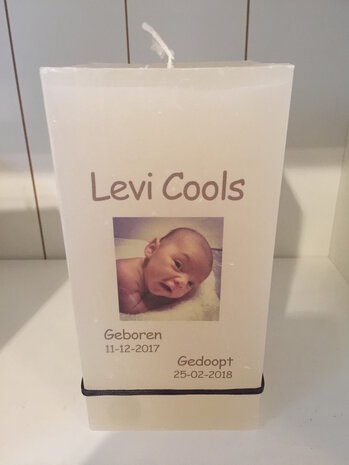 Levi Cools
Geboren
11-12-2017
Gedoopt
25-02-2018